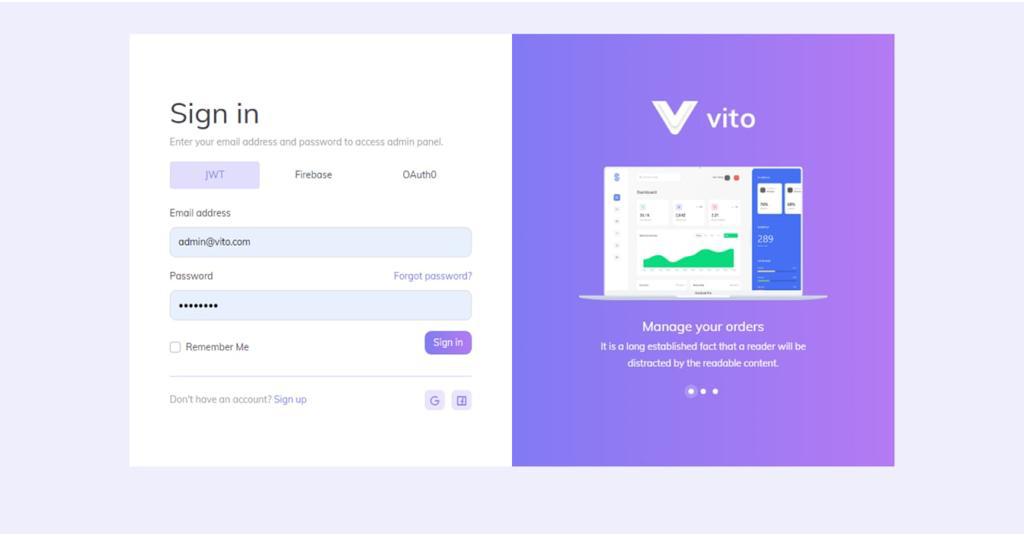 Sign in
Enter your email address and password to access admin panel.
JWT Firebase OAuth0
Email address
admin@vito.com
Password Forgot password?
••••••••
Remember Me Sign in
Don't have an account? Sign up
vito
Dashboard
289
Manage your orders
It is a long established fact that a reader will be
distracted by the readable content.